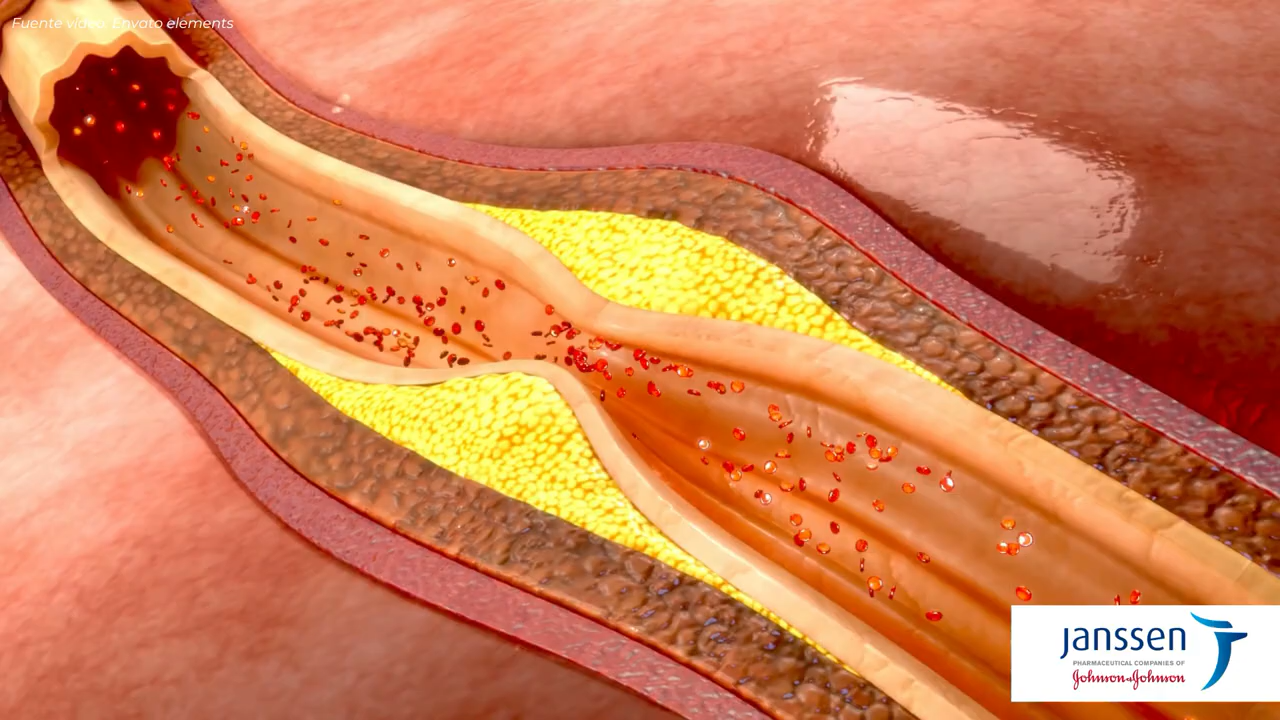 Fuente video: Envato elements
Janssen
PHARMACEUTICAL COMPANIES OF
Johnson & Johnson